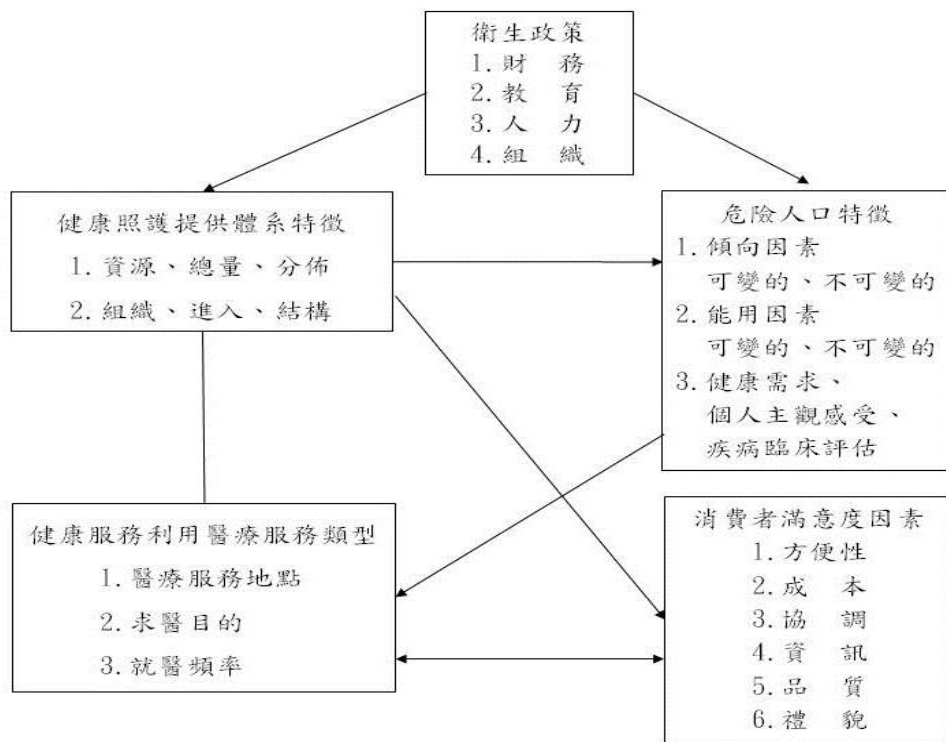 衛生政策
1.財 務
2.教 育
3.人 力
4.組 織
健康照護提供體系特徵
1.資源、總量、分佈
2.組織、進入、結構
危險人口特徵
1.傾向因素
可變的、不可變的
2.能用因素
可變的、不可變的
3.健康需求、
個人主觀感受、
疾病臨床評估
健康服務利用醫療服務類型
1.醫療服務地點
2.求醫目的
3.就醫頻率
消費者滿意度因素
1.方便性
2.成 本
3.協 調
4.資 訊
5.品 質
6.禮 貌